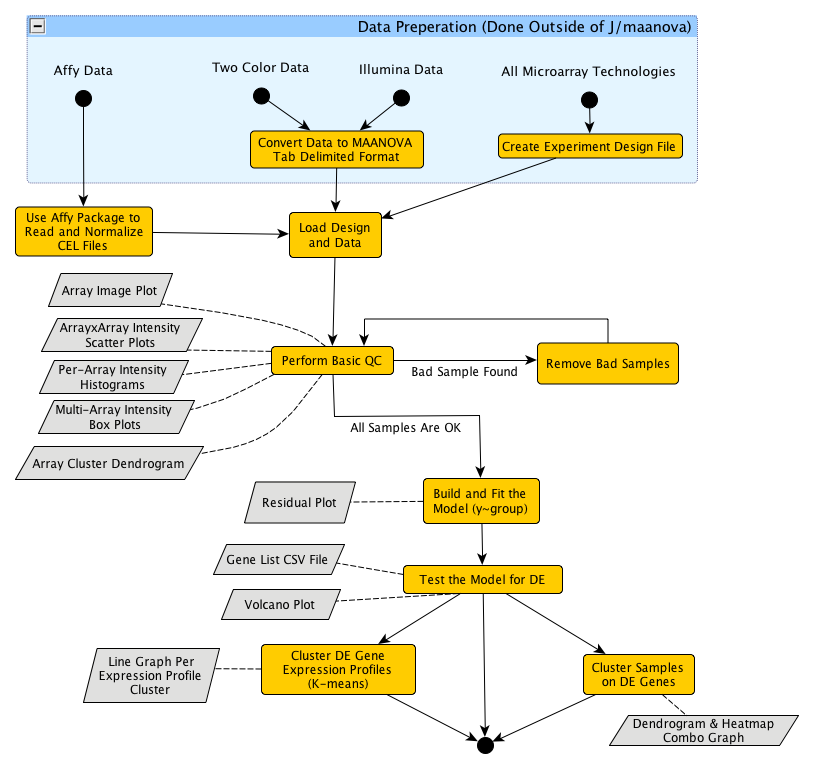 Data Preperation (Done Outside of J/maanova)
Affy Data
Two Color Data
Illumina Data
All Microarray Technologies
Convert Data to MAANOVA
Tab Delimited Format
Create Experiment Design File
Use Affy Package to
Read and Normalize
CEL Files
Load Design
and Data
Array Image Plot
ArrayxArray Intensity
Scatter Plots
Per-Array Intensity
Histograms
Multi-Array Intensity
Box Plots
Array Cluster Dendrogram
Perform Basic QC
Bad Sample Found
Remove Bad Samples
All Samples Are OK
Residual Plot
Build and Fit the
Model (y~group)
Gene List CSV File
Volcano Plot
Test the Model for DE
Line Graph Per
Expression Profile
Cluster
Cluster DE Gene
Expression Profiles
(K-means)
Cluster Samples
on DE Genes
Dendrogram & Heatmap
Combo Graph